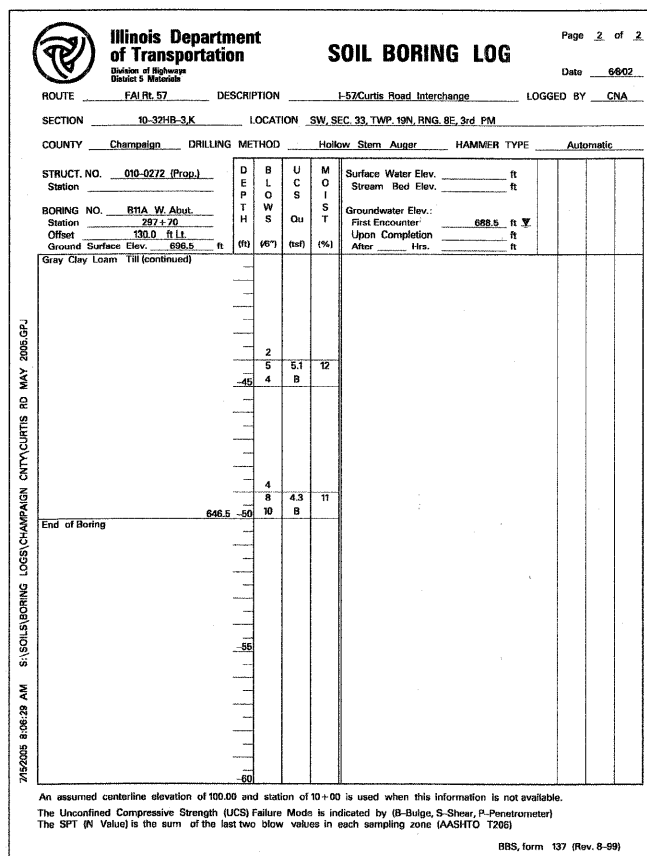 Illinois Department
of Transportation
Division of Highways
District 5 Materials
SOIL BORING LOG
Page 2 of 2
Date 6/6/02
ROUTE FAI Rt. 57 DESCRIPTION I-57/Curtis Road Interchange LOGGED BY CNA
SECTION 10-32HB-3,K LOCATION SW, SEC. 33, TWP. 19N, RNG. 8E, 3rd PM
COUNTY Champaign DRILLING METHOD Hollow Stem Auger HAMMER TYPE Automatic
STRUCT. NO. 010-0272 (Prop.)
Station
BORING NO. B11A W. Abut.
Station 297+70
Offset 130.0 ft Lt.
Ground Surface Elev. 696.5 ft
DEPTH (ft)
BLOWS (/6")
UCS Qu (tsf)
MOIST (%)
Surface Water Elev. ft
Stream Bed Elev. ft
Groundwater Elev.:
First Encounter 688.5 ft ▼
Upon Completion ft
After Hrs. ft
Gray Clay Loam Till (continued)
2
5 5.1 12
-45 4 B
4
8 4.3 11
646.5 -50 10 B
End of Boring
-55
-60
An assumed centerline elevation of 100.00 and station of 10+00 is used when this information is not available.
The Unconfined Compressive Strength (UCS) Failure Mode is indicated by (B-Bulge, S-Shear, P-Penetrometer)
The SPT (N Value) is the sum of the last two blow values in each sampling zone (AASHTO T206)
BBS, form 137 (Rev. 8-99)
7/15/2005 8:06:29 AM S:\SOILS\BORING LOGS\CHAMPAIGN CNTY\CURTIS RD MAY 2005.GPJ